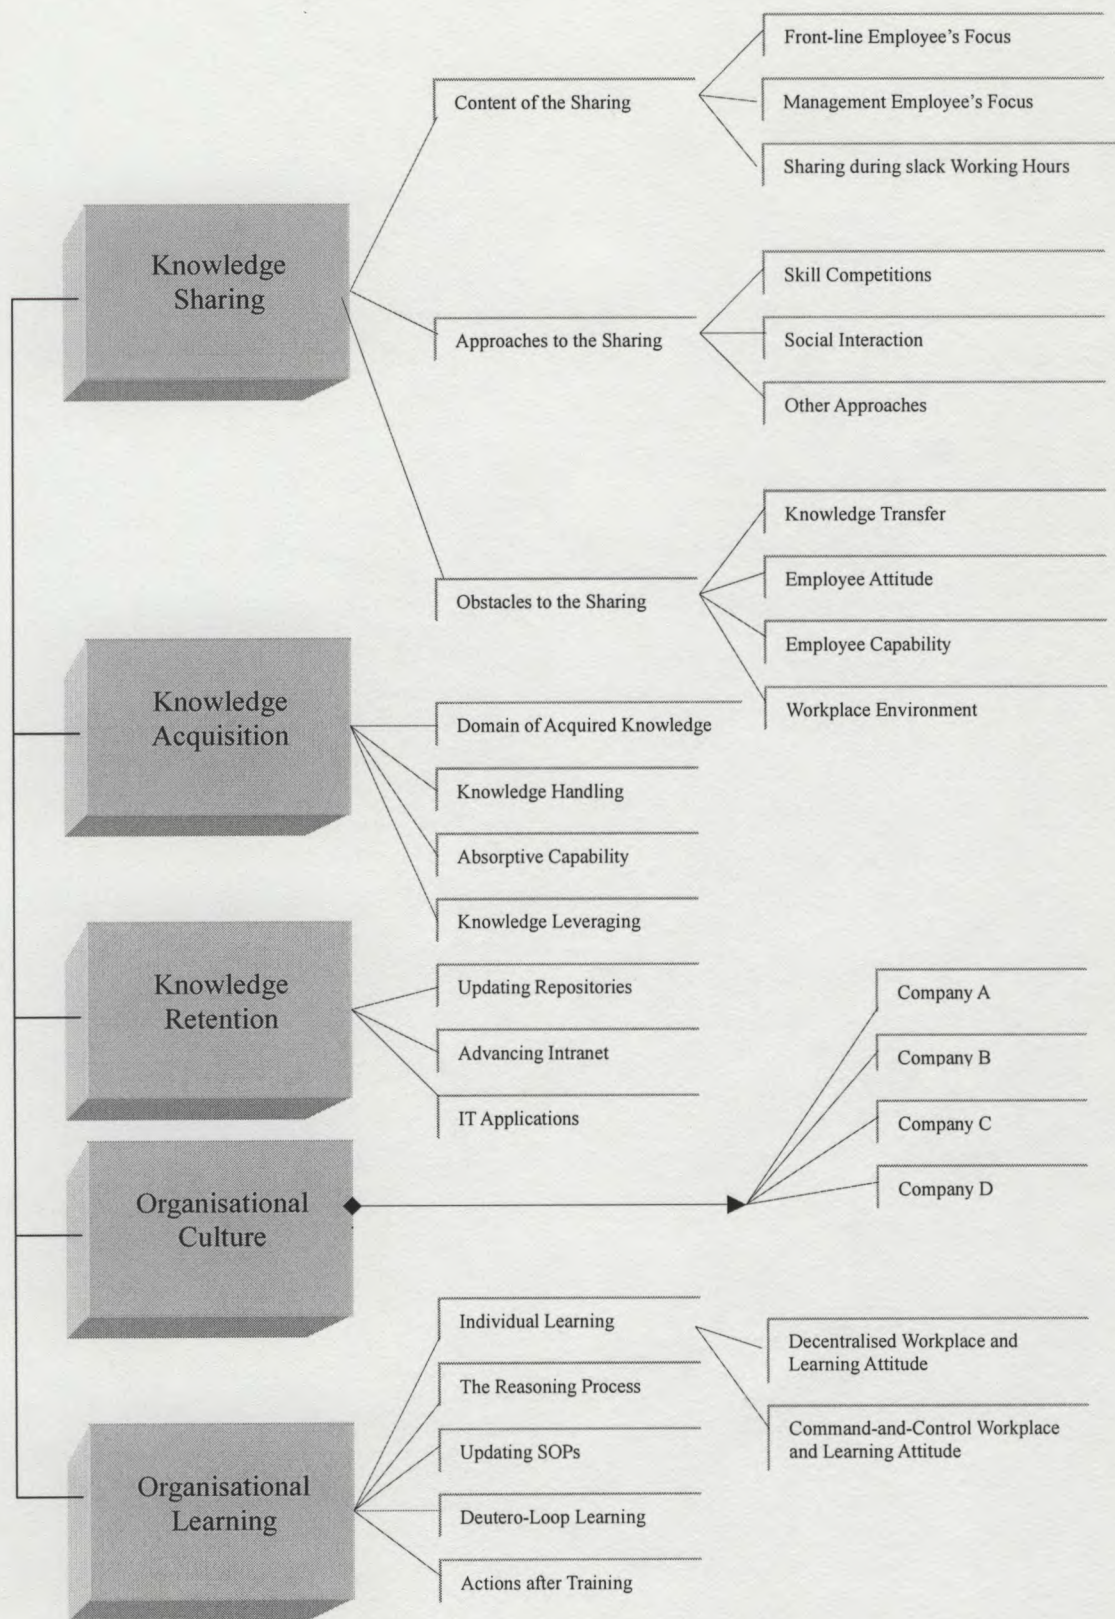 Knowledge
Sharing
Content of the Sharing
Front-line Employee's Focus
Management Employee's Focus
Sharing during slack Working Hours
Approaches to the Sharing
Skill Competitions
Social Interaction
Other Approaches
Obstacles to the Sharing
Knowledge Transfer
Employee Attitude
Employee Capability
Workplace Environment
Knowledge
Acquisition
Domain of Acquired Knowledge
Knowledge Handling
Absorptive Capability
Knowledge Leveraging
Knowledge
Retention
Updating Repositories
Advancing Intranet
IT Applications
Organisational
Culture
Company A
Company B
Company C
Company D
Organisational
Learning
Individual Learning
Decentralised Workplace and
Learning Attitude
Command-and-Control Workplace
and Learning Attitude
The Reasoning Process
Updating SOPs
Deutero-Loop Learning
Actions after Training